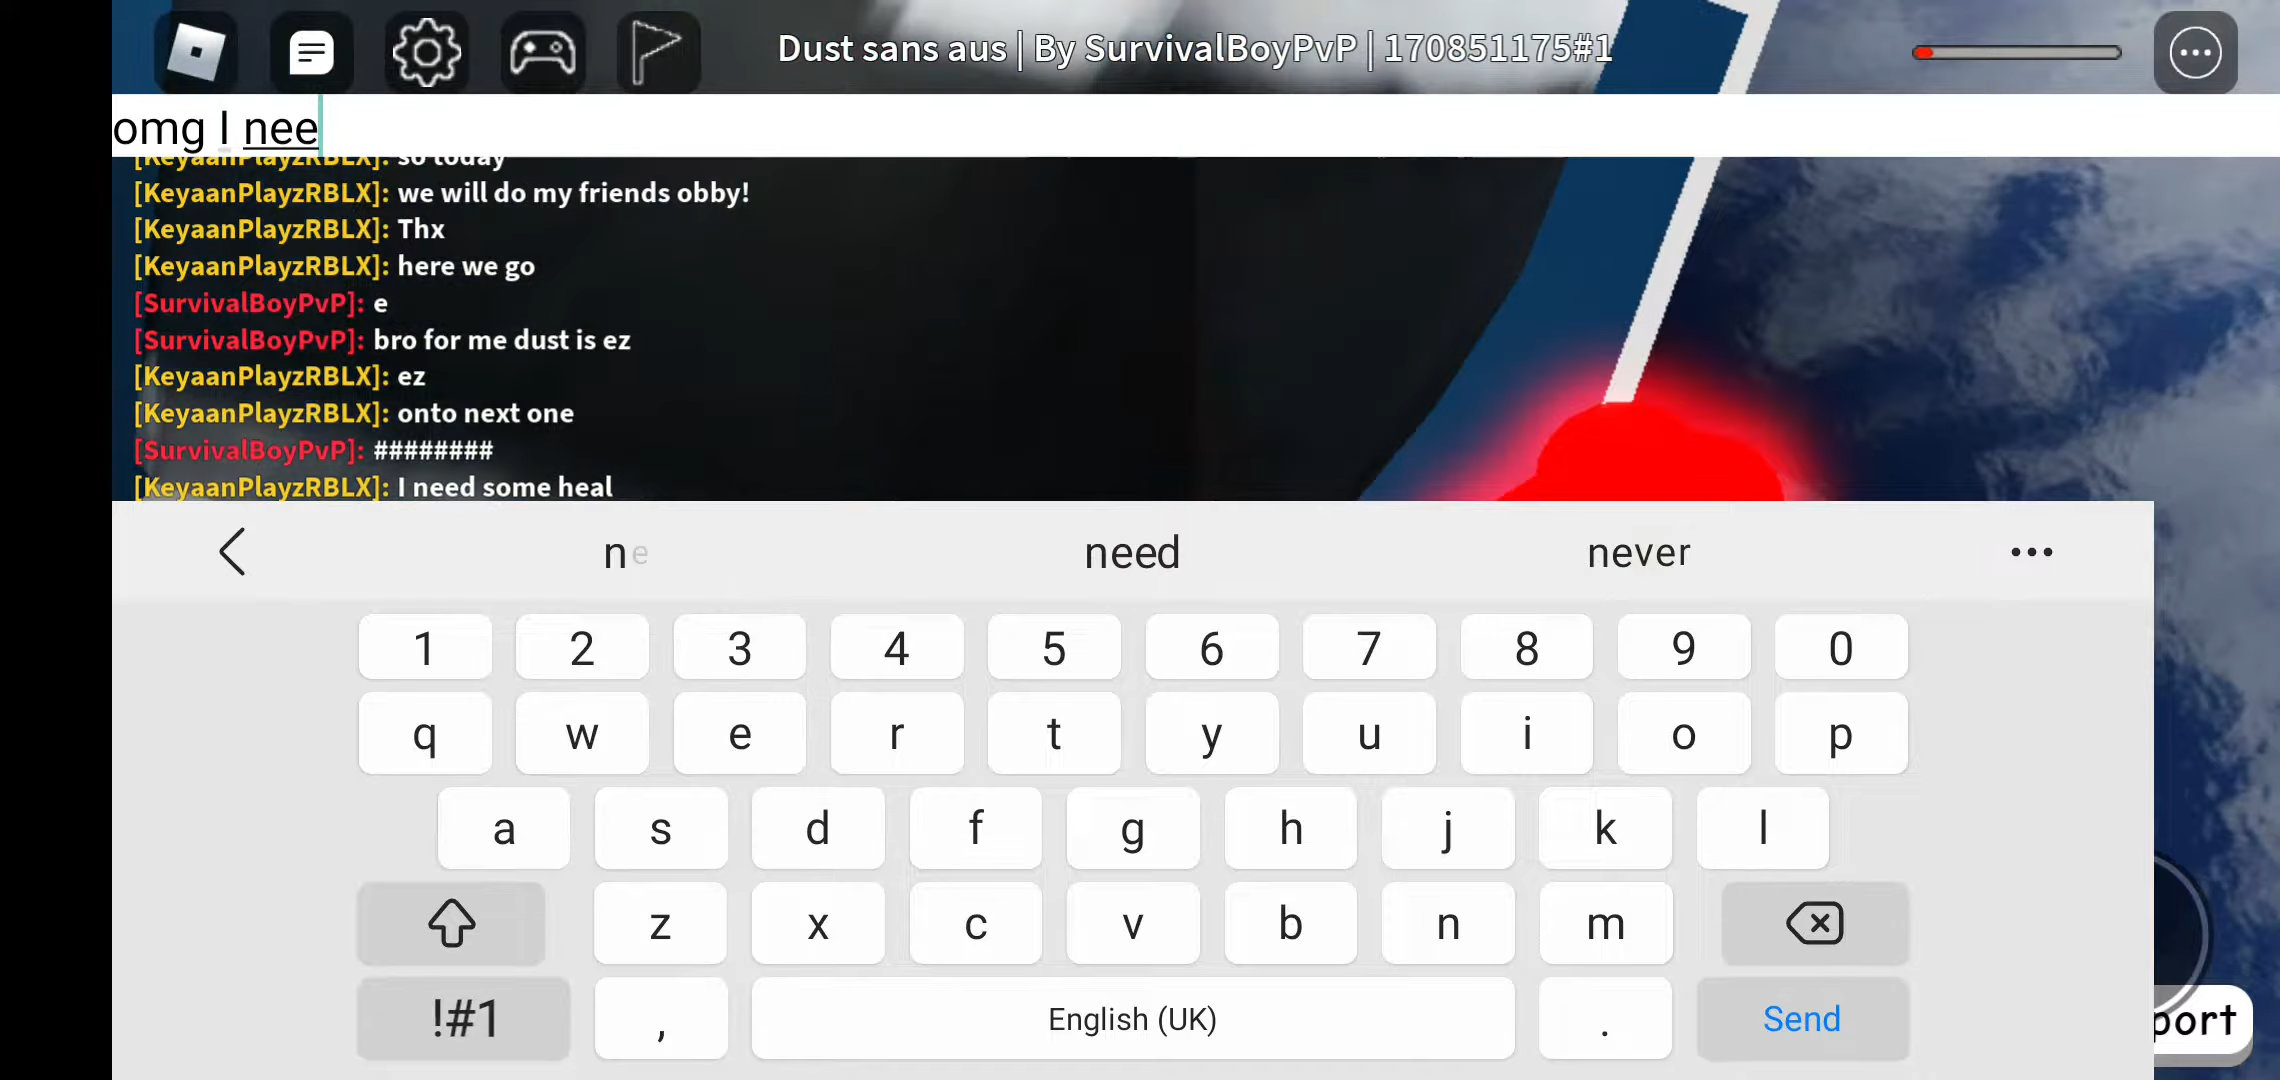 Dust sans aus | By SurvivalBoyPvP | 170851175#1
omg I nee
[KeyaanPlayzRBLX]: so today
[KeyaanPlayzRBLX]: we will do my friends obby!
[KeyaanPlayzRBLX]: Thx
[KeyaanPlayzRBLX]: here we go
[SurvivalBoyPvP]: e
[SurvivalBoyPvP]: bro for me dust is ez
[KeyaanPlayzRBLX]: ez
[KeyaanPlayzRBLX]: onto next one
[SurvivalBoyPvP]: ########
[KeyaanPlayzRBLX]: I need some heal
ne need never
1 2 3 4 5 6 7 8 9 0
q w e r t y u i o p
a s d f g h j k l
z x c v b n m
!#1 , English (UK) . Send
port